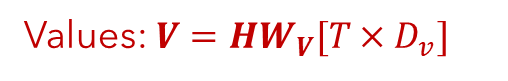 Values: 𝑽 = 𝑯𝑾_𝑽[𝑇 × 𝐷_𝑣]